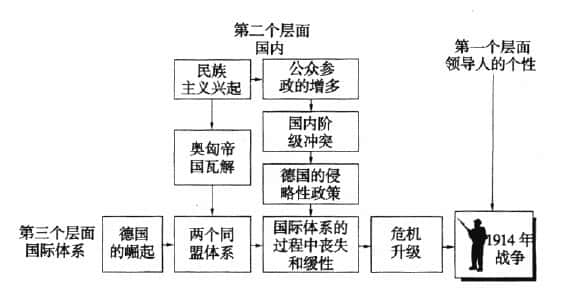 第二个层面
国内
第一个层面
领导人的个性
民族
主义兴起
公众参
政的增多
奥匈帝
国瓦解
国内阶
级冲突
德国的侵
略性政策
第三个层面
国际体系
德国
的崛起
两个同
盟体系
国际体系的
过程中丧失
和缓性
危机
升级
1914年
战争